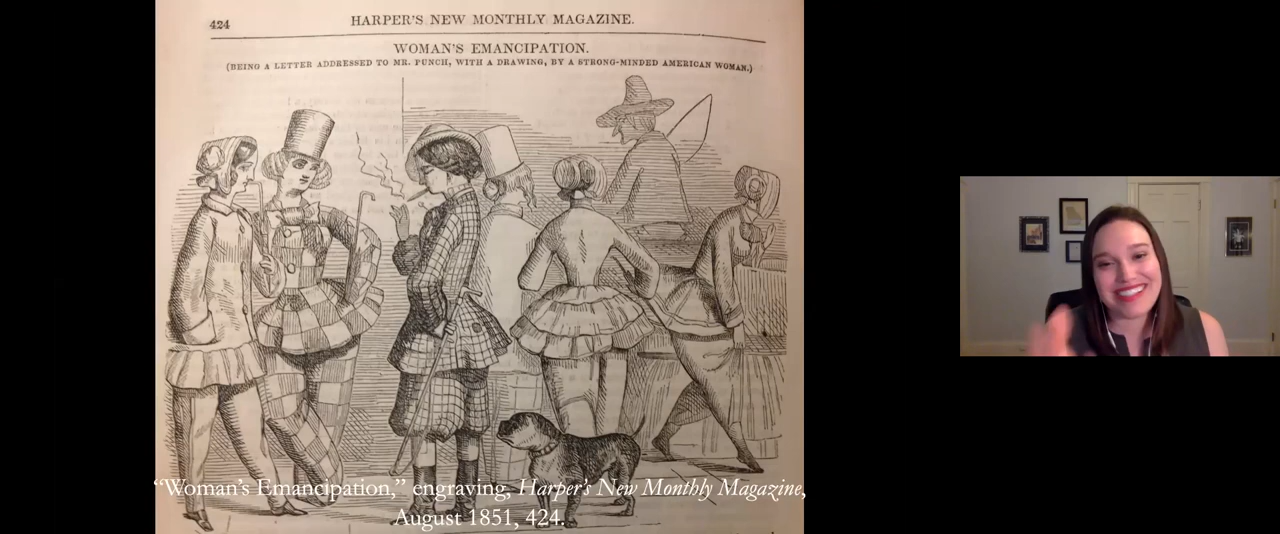 424
HARPER'S NEW MONTHLY MAGAZINE.
WOMAN'S EMANCIPATION.
(BEING A LETTER ADDRESSED TO MR. PUNCH, WITH A DRAWING, BY A STRONG-MINDED AMERICAN WOMAN.)
“Woman’s Emancipation,” engraving, Harper’s New Monthly Magazine,
August 1851, 424.